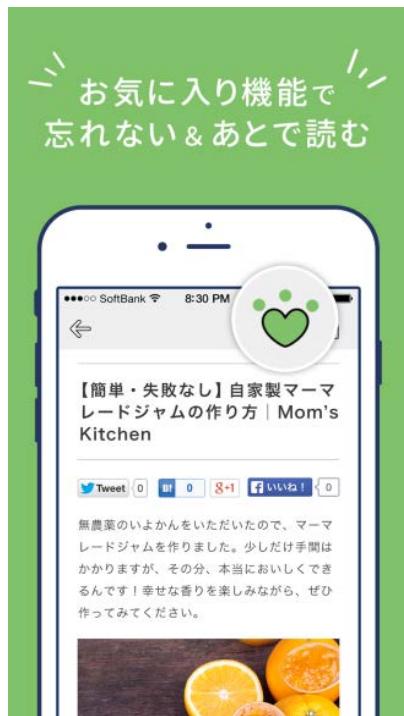 お気に入り機能で
忘れない&あとで読む
SoftBank 8:30 PM
【簡単・失敗なし】自家製マーマ
レードジャムの作り方｜Mom's
Kitchen
Tweet 0 B! 0 g+1 いいね！ 0
無農薬のいよかんをいただいたので、マーマ
レードジャムを作りました。少しだけ手間は
かかりますが、その分、本当においしくでき
るんです！幸せな香りを楽しみながら、ぜひ
作ってみてください。